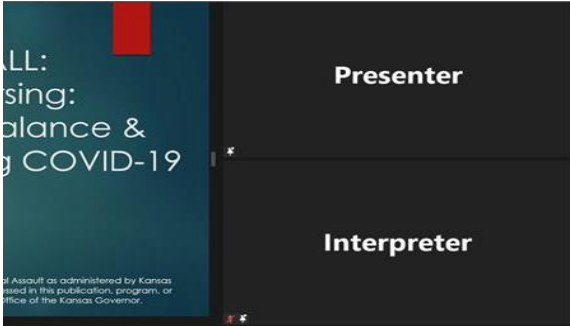 ALL:
sing:
alance &
g COVID-19
al Assault as administered by Kansas
essed in this publication, program, or
Office of the Kansas Governor.
Presenter
Interpreter